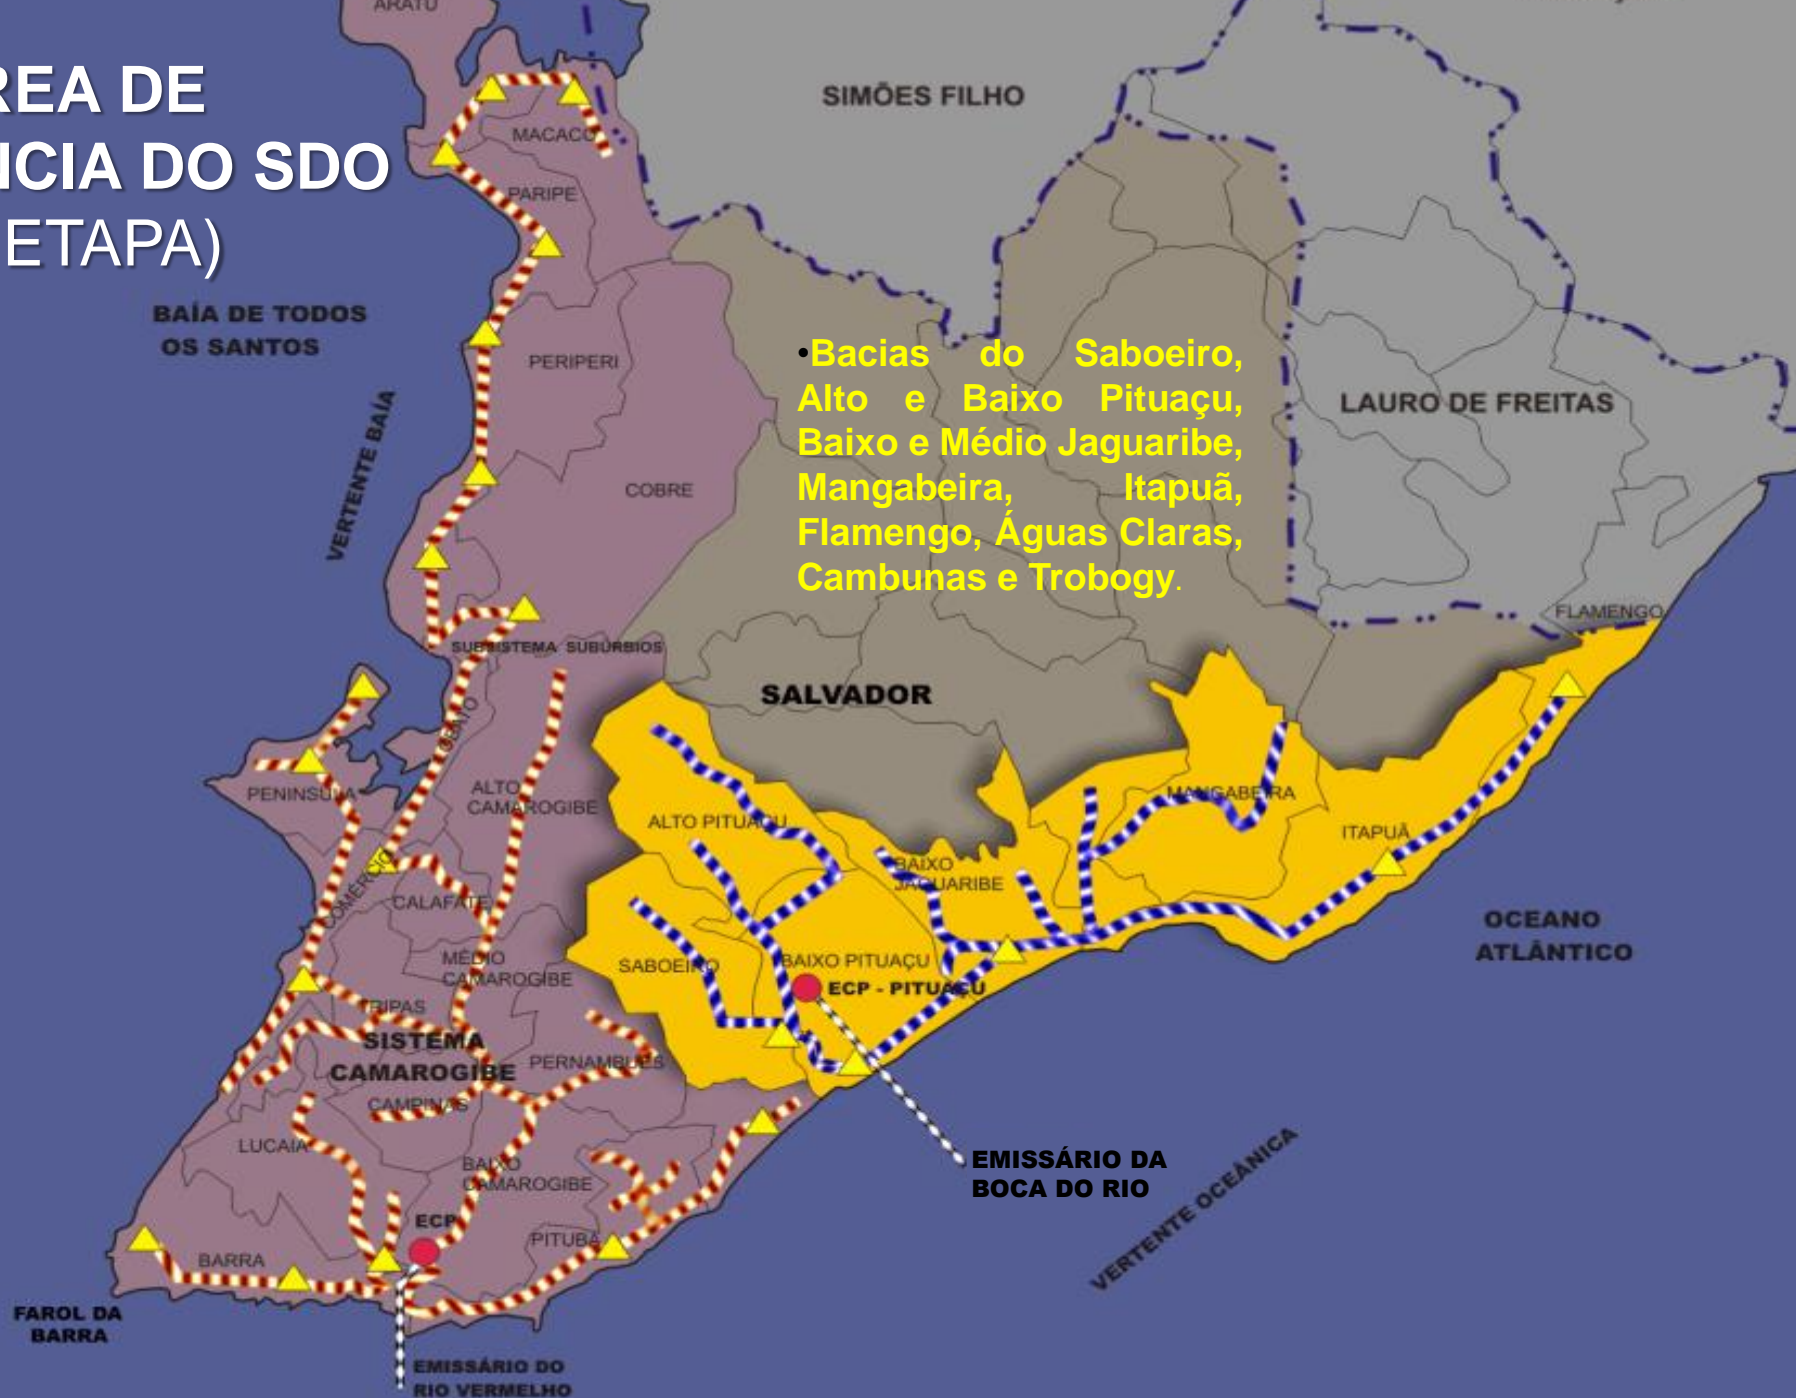 ARATU
REA DE
NCIA DO SDO
ETAPA)
SIMÕES FILHO
MACACO
PARIPE
BAÍA DE TODOS
OS SANTOS
PERIPERI
VERTENTE BAÍA
COBRE
•Bacias do Saboeiro,
Alto e Baixo Pituaçu,
Baixo e Médio Jaguaribe,
Mangabeira, Itapuã,
Flamengo, Águas Claras,
Cambunas e Trobogy.
LAURO DE FREITAS
FLAMENGO
SUBSISTEMA SUBÚRBIOS
SALVADOR
LOBATO
PENINSULA
ALTO
CAMAROGIBE
ALTO PITUAÇU
MANGABEIRA
ITAPUÃ
COMÉRCIO
CALAFATE
BAIXO
JAGUARIBE
OCEANO
ATLÂNTICO
MÉDIO
CAMAROGIBE
SABOEIRO
BAIXO PITUAÇU
ECP - PITUAÇU
TRIPAS
SISTEMA
CAMAROGIBE
PERNAMBUÉS
CAMPINAS
LUCAIA
BAIXO
CAMAROGIBE
EMISSÁRIO DA
BOCA DO RIO
VERTENTE OCEÂNICA
ECP
PITUBA
BARRA
FAROL DA
BARRA
EMISSÁRIO DO
RIO VERMELHO